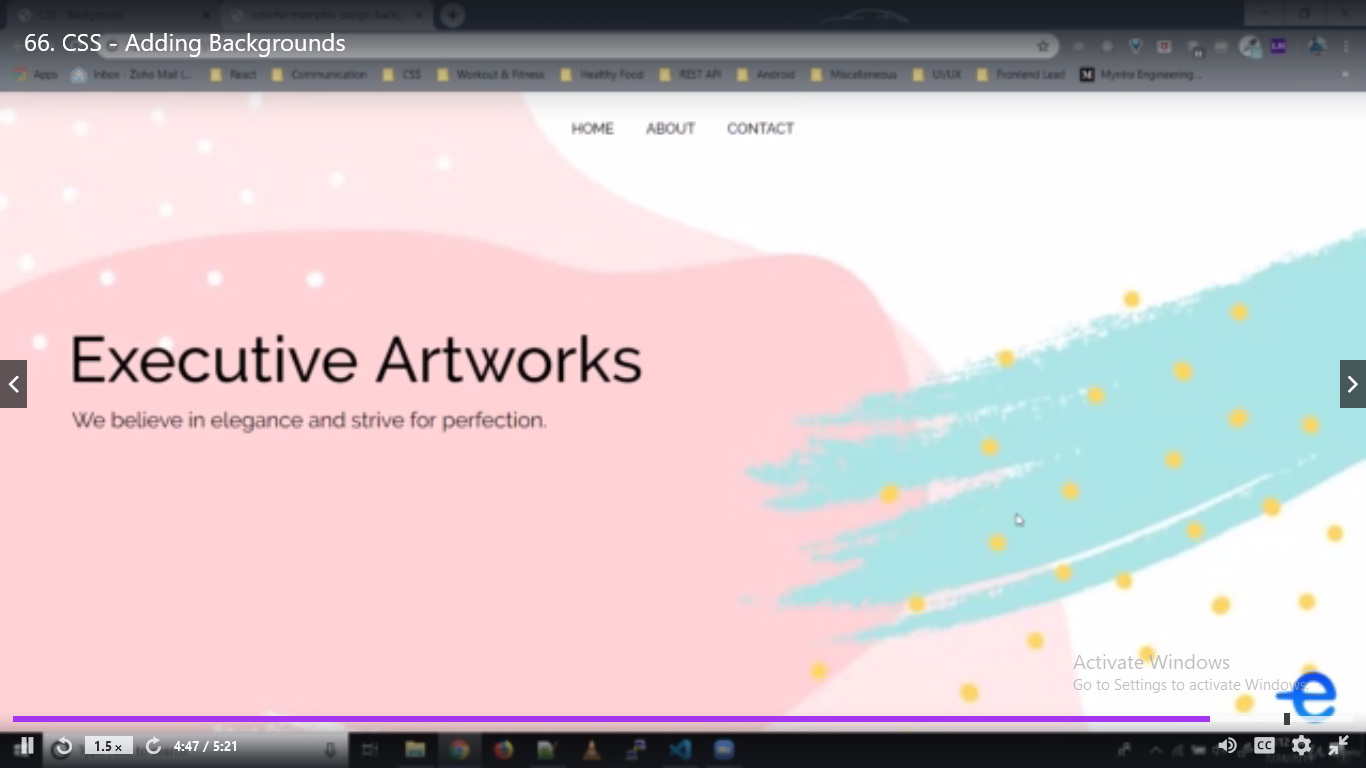 CSS - background
colorful-memphis-design-back
66. CSS - Adding Backgrounds
Apps
Inbox - Zoho Mail (...
React
Communication
CSS
Workout & Fitness
Healthy Food
REST API
Android
Miscellaneous
UI/UX
Frontend Lead
M
Myntra Engineering...
HOME
ABOUT
CONTACT
Executive Artworks
We believe in elegance and strive for perfection.
Activate Windows
Go to Settings to activate Windows.
e
1.5 x
4:47 / 5:21
CC